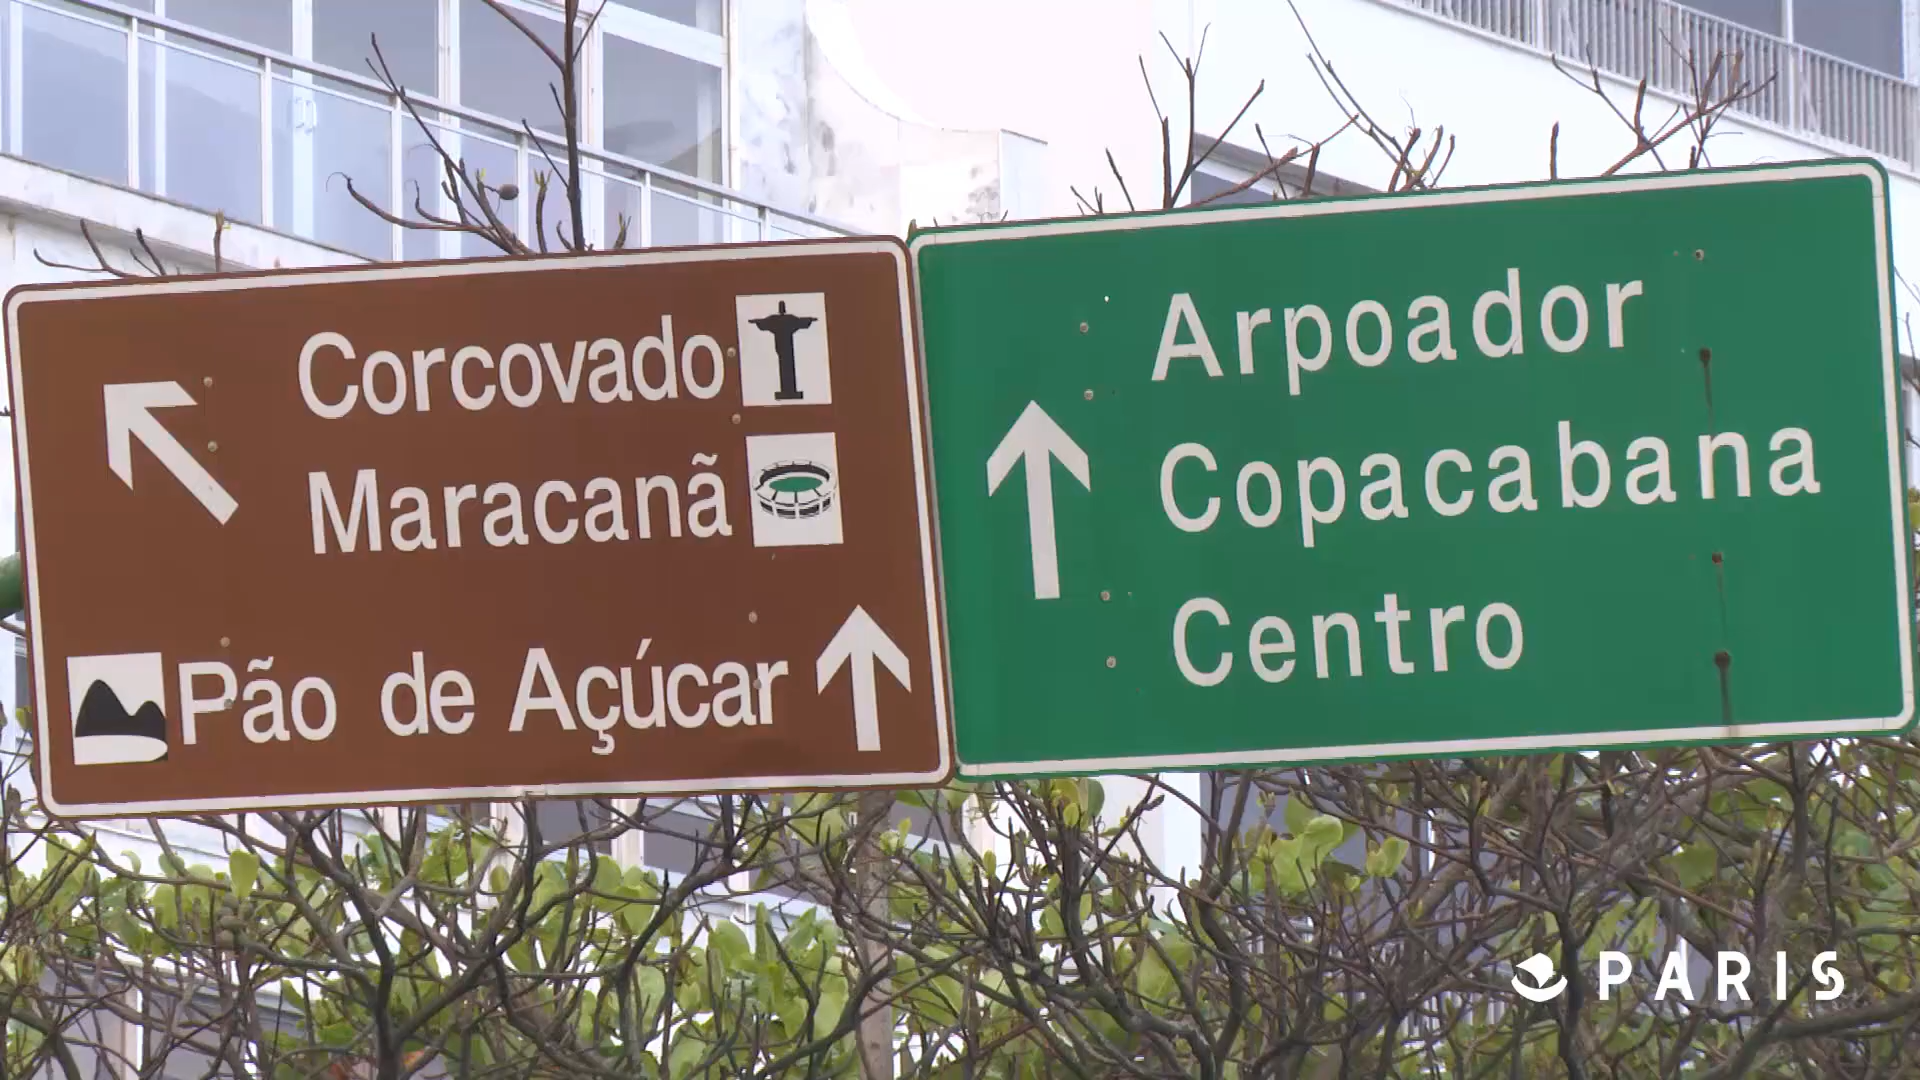 Corcovado
Maracanã
Pão de Açúcar
Arpoador
Copacabana
Centro
PARIS